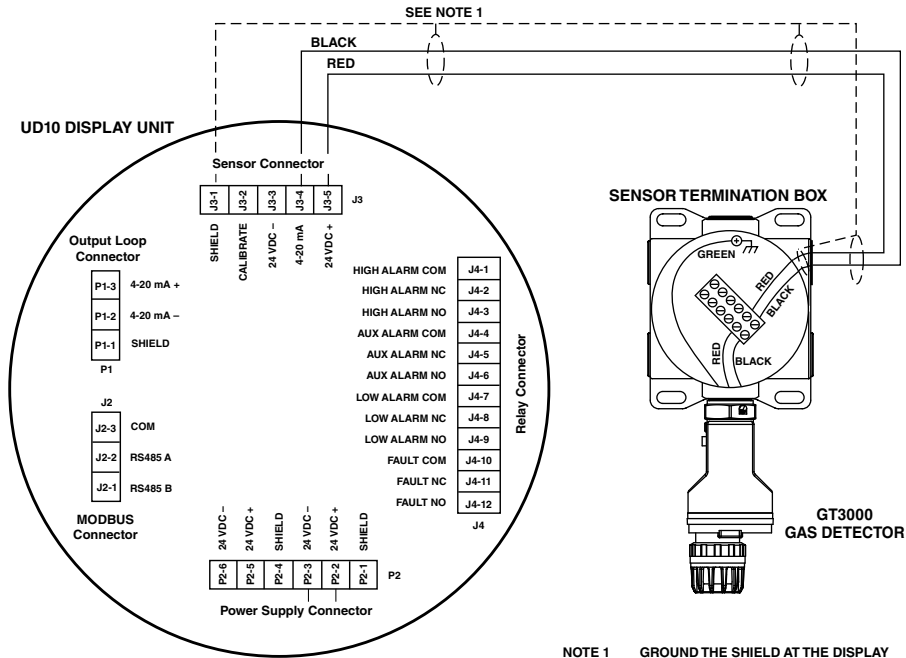 SEE NOTE 1
BLACK
RED
UD10 DISPLAY UNIT
Sensor Connector
J3-1
J3-2
J3-3
J3-4
J3-5
J3
SHIELD
CALIBRATE
24 VDC –
4-20 mA
24 VDC +
Output Loop
Connector
P1-3 4-20 mA +
P1-2 4-20 mA –
P1-1 SHIELD
P1
J2
J2-3 COM
J2-2 RS485 A
J2-1 RS485 B
MODBUS
Connector
HIGH ALARM COM J4-1
HIGH ALARM NC J4-2
HIGH ALARM NO J4-3
AUX ALARM COM J4-4
AUX ALARM NC J4-5
AUX ALARM NO J4-6
LOW ALARM COM J4-7
LOW ALARM NC J4-8
LOW ALARM NO J4-9
FAULT COM J4-10
FAULT NC J4-11
FAULT NO J4-12
J4
Relay Connector
24 VDC –
24 VDC +
SHIELD
24 VDC –
24 VDC +
SHIELD
P2-6
P2-5
P2-4
P2-3
P2-2
P2-1
P2
Power Supply Connector
SENSOR TERMINATION BOX
GREEN
RED
BLACK
RED
BLACK
GT3000
GAS DETECTOR
NOTE 1 GROUND THE SHIELD AT THE DISPLAY